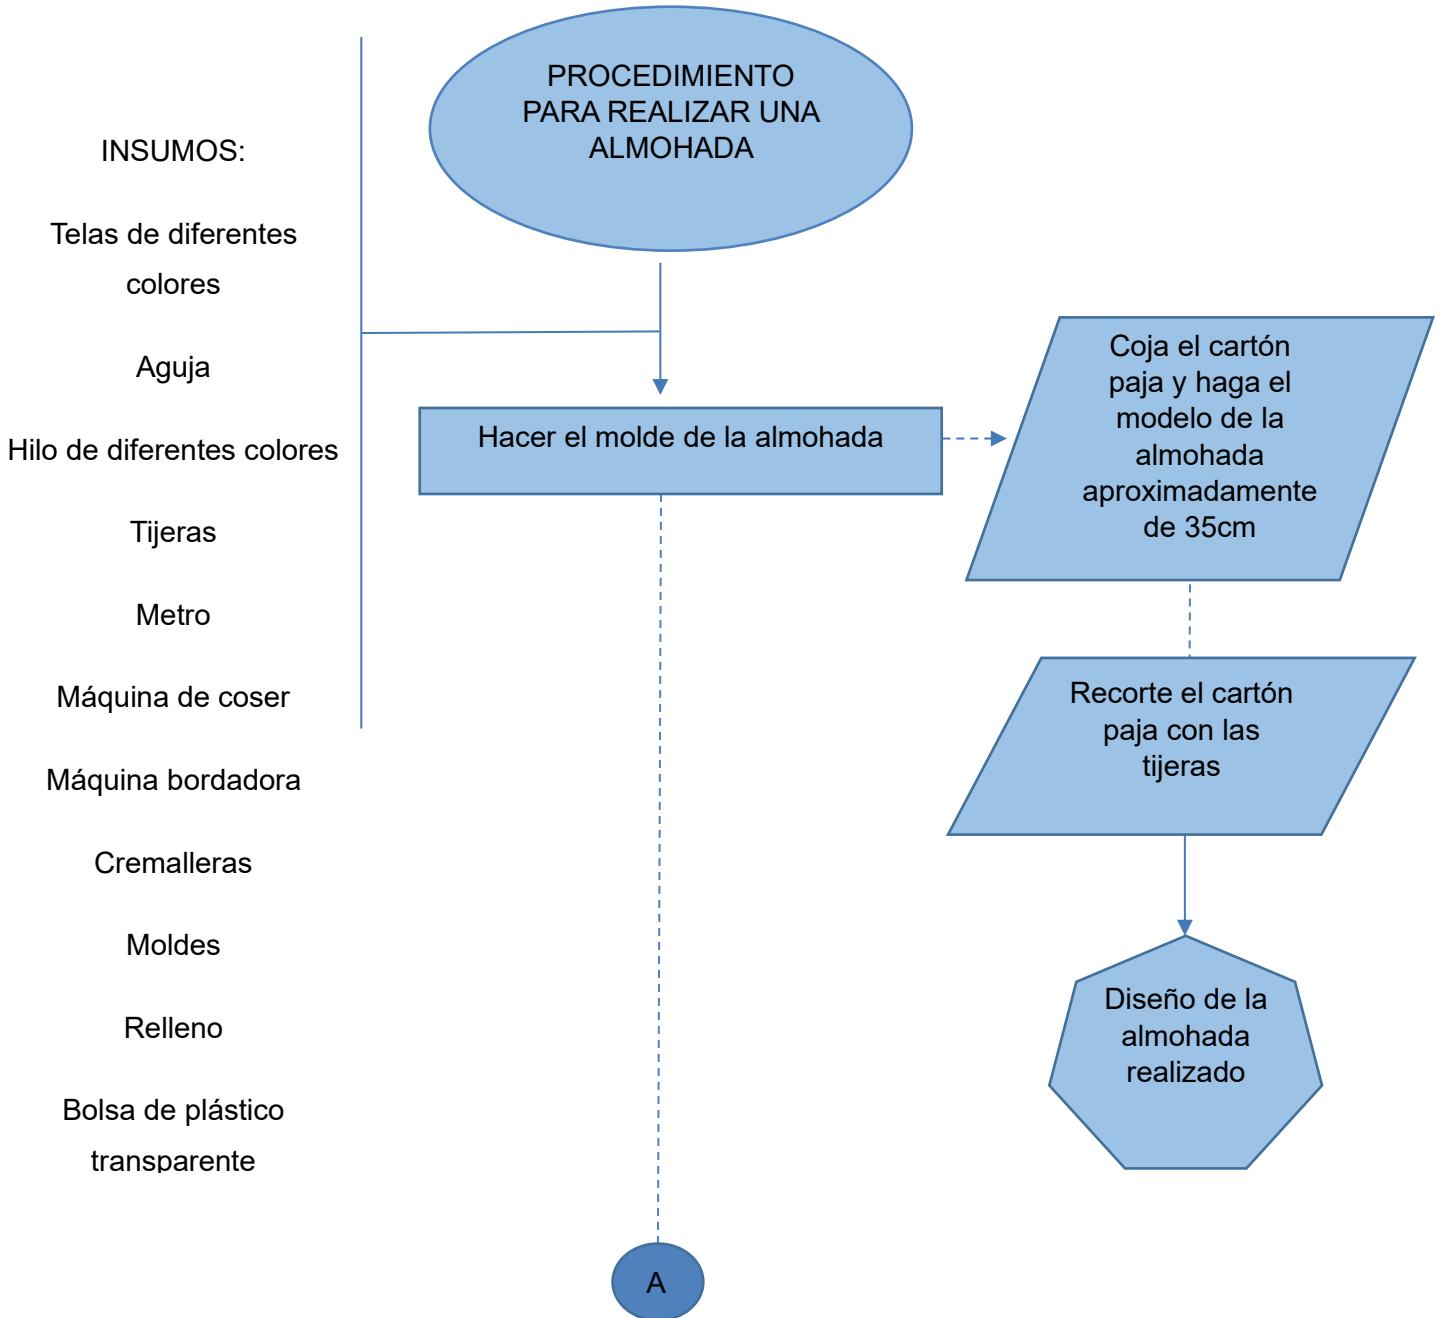 PROCEDIMIENTO
PARA REALIZAR UNA
ALMOHADA
INSUMOS:
Telas de diferentes
colores
Aguja
Hilo de diferentes colores
Tijeras
Metro
Máquina de coser
Máquina bordadora
Cremalleras
Moldes
Relleno
Bolsa de plástico
transparente
Hacer el molde de la almohada
Coja el cartón
paja y haga el
modelo de la
almohada
aproximadamente
de 35cm
Recorte el cartón
paja con las
tijeras
Diseño de la
almohada
realizado
A